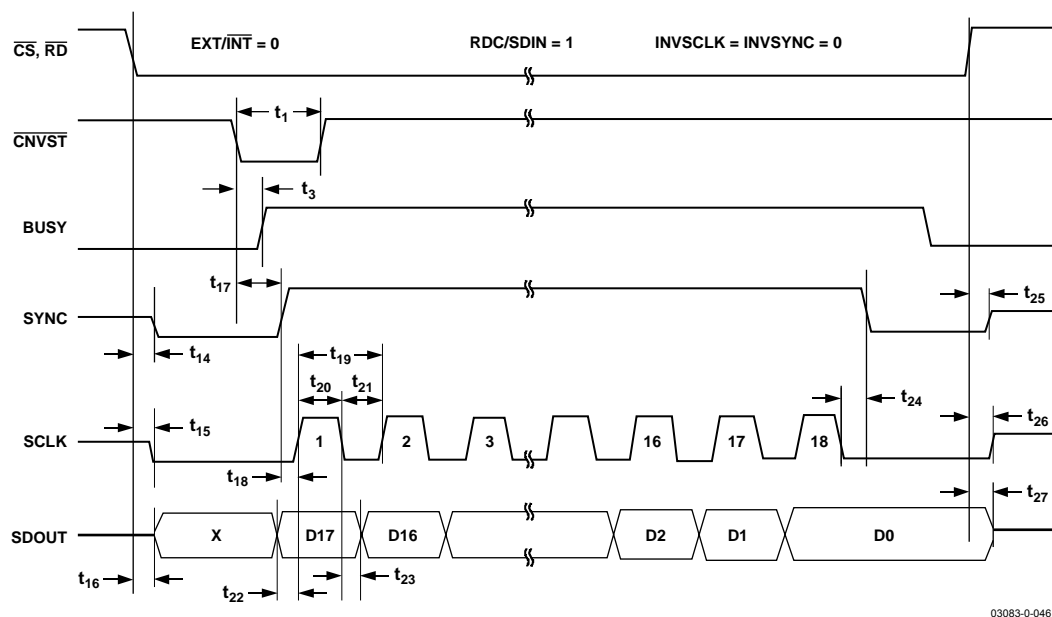 EXT/INT = 0 RDC/SDIN = 1 INVSCLK = INVSYNC = 0
CS, RD
t1
CNVST
t3
BUSY
t17
t25
SYNC
t14
t19
t20 t21
t24
t15
t26
SCLK
1 2 3 16 17 18
t18
t27
SDOUT
X D17 D16 D2 D1 D0
t16
t22
t23
03083-0-046